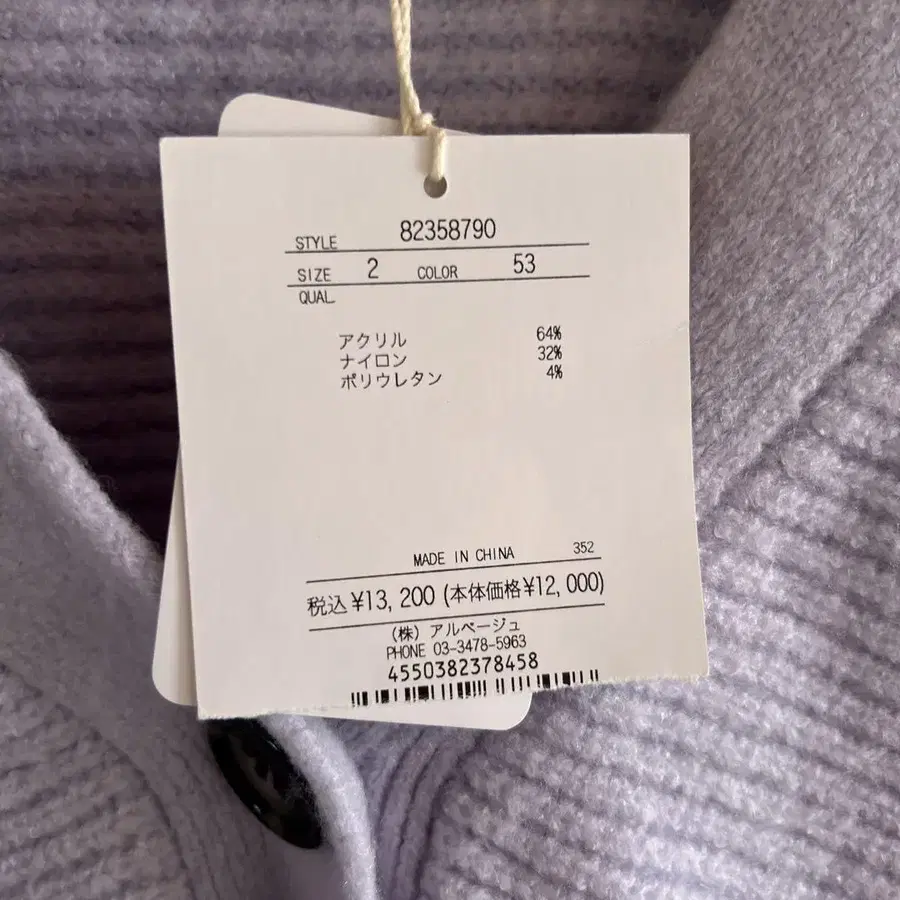 STYLE 82358790
SIZE 2 COLOR 53
QUAL
アクリル 64%
ナイロン 32%
ポリウレタン 4%
MADE IN CHINA 352
税込¥13,200(本体価格¥12,000)
(株) アルページュ
PHONE 03-3478-5963
4550382378458